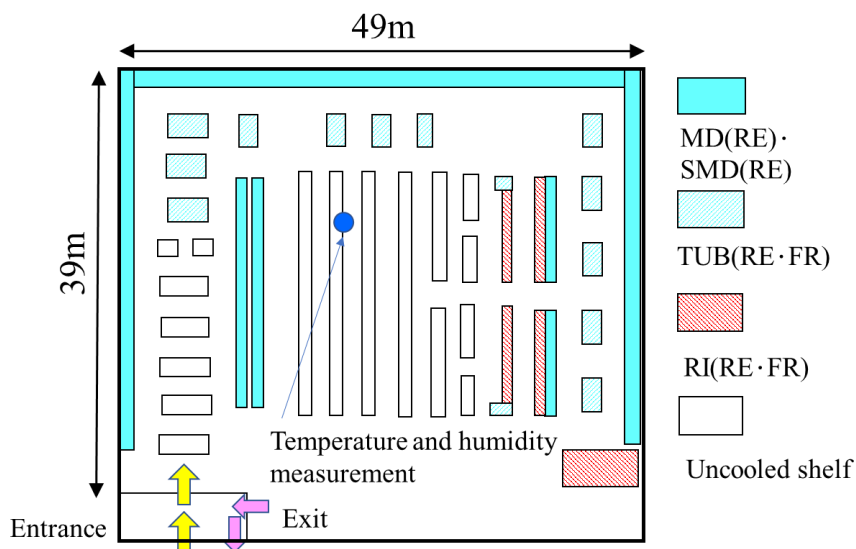 49m
39m
MD(RE)·
SMD(RE)
TUB(RE·FR)
RI(RE·FR)
Uncooled shelf
Temperature and humidity
measurement
Entrance
Exit